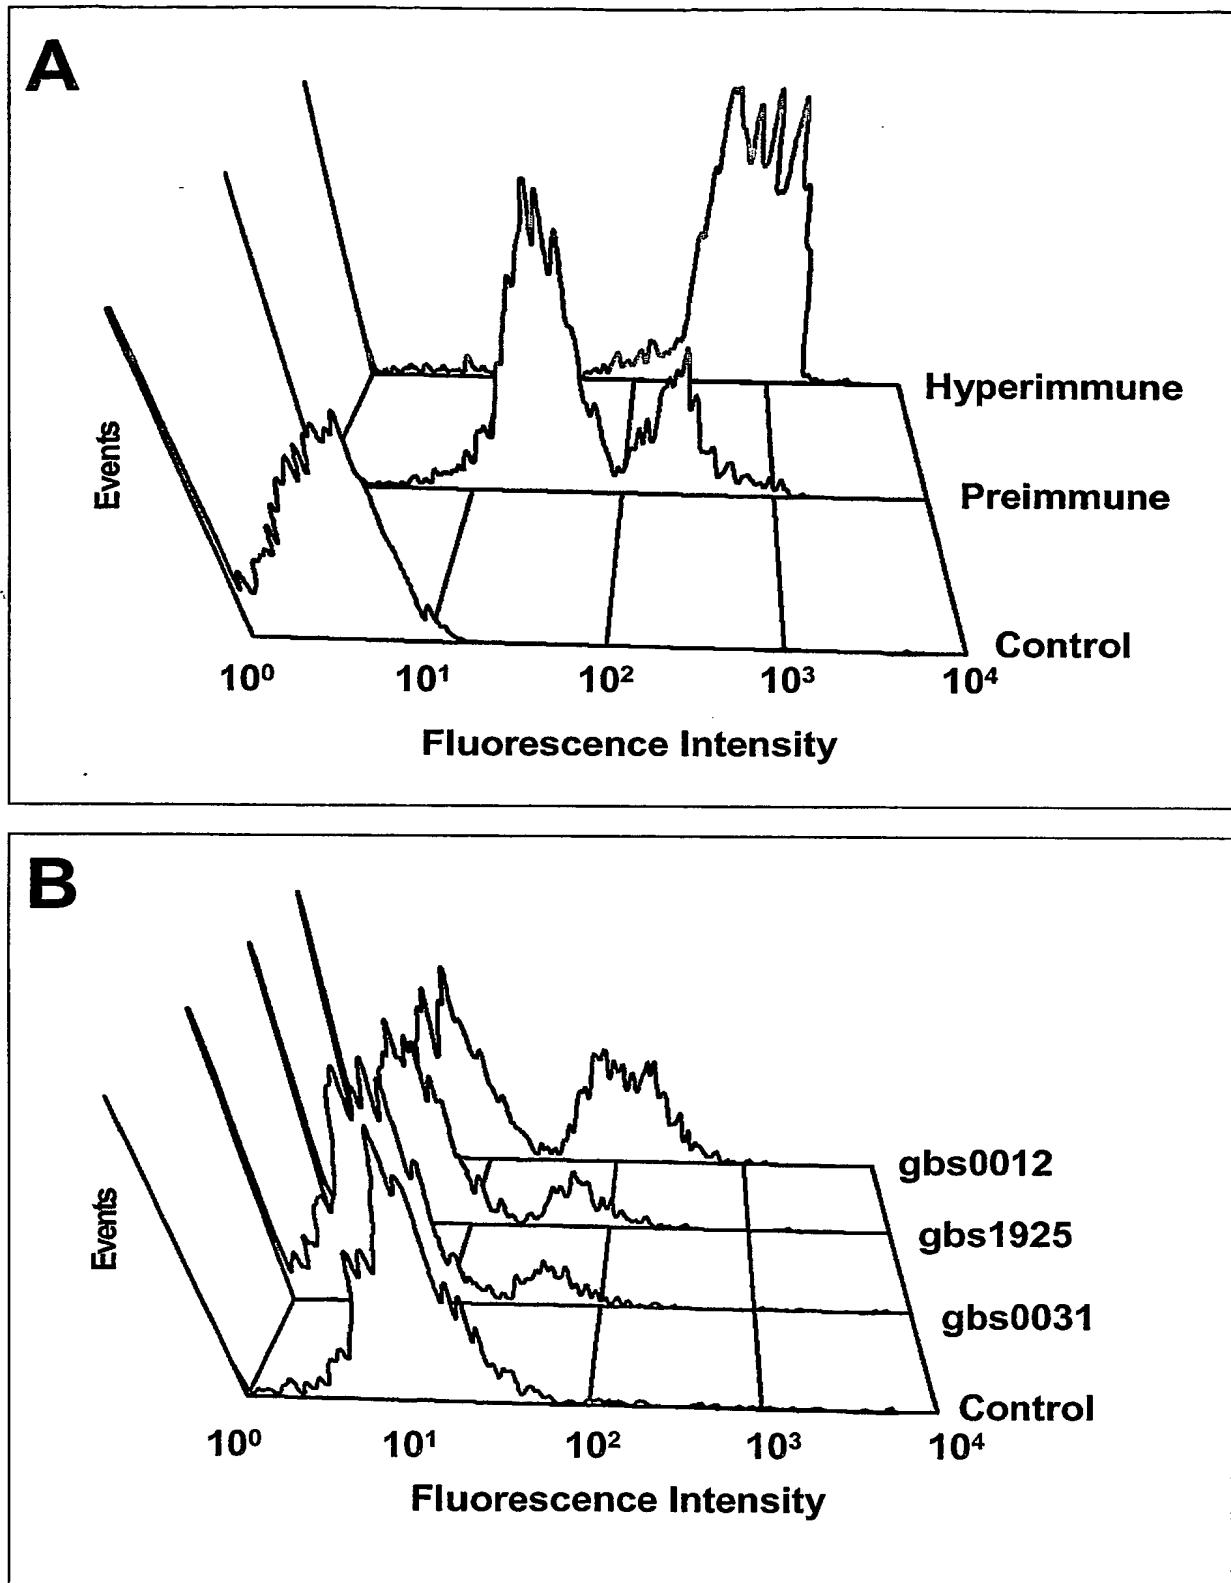 A
Events
Hyperimmune
Preimmune
Control
10⁰ 10¹ 10² 10³ 10⁴
Fluorescence Intensity
B
Events
gbs0012
gbs1925
gbs0031
Control
10⁰ 10¹ 10² 10³ 10⁴
Fluorescence Intensity